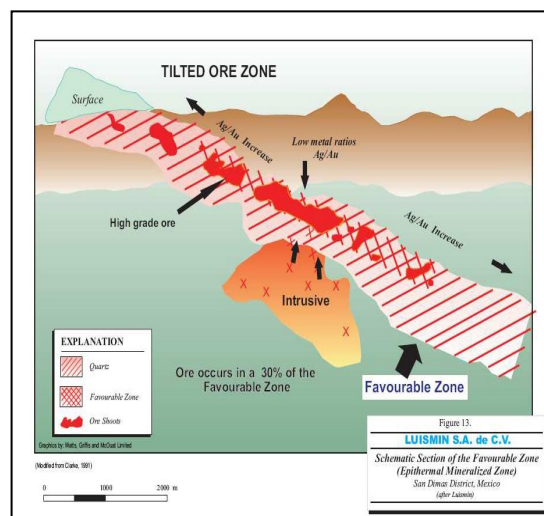 TILTED ORE ZONE
Surface
Ag/Au Increase
Low metal ratios
Ag/Au
High grade ore
Ag/Au Increase
Intrusive
EXPLANATION
Quartz
Favourable Zone
Ore Shoots
Ore occurs in a 30% of the
Favourable Zone
Favourable Zone
Graphics by: Watts, Griffis and McOuat Limited
(Modified from Clarke, 1991)
0 1000 2000 m
Figure 13.
LUISMIN S.A. de C.V.
Schematic Section of the Favourable Zone
(Epithermal Mineralized Zone)
San Dimas District, Mexico
(after Luismin)